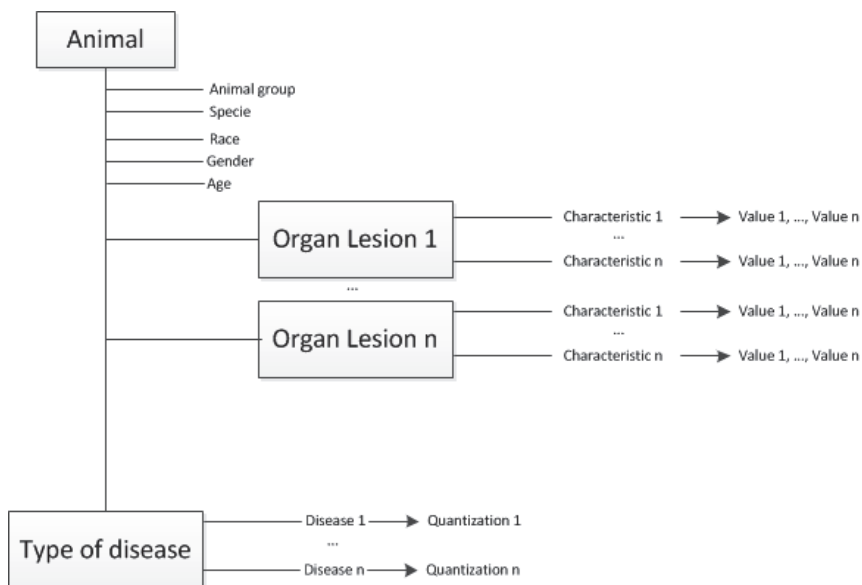 Animal
Animal group
Specie
Race
Gender
Age
Organ Lesion 1
Characteristic 1
Value 1, ..., Value n
...
Characteristic n
Value 1, ..., Value n
...
Organ Lesion n
Characteristic 1
Value 1, ..., Value n
...
Characteristic n
Value 1, ..., Value n
Type of disease
Disease 1
Quantization 1
...
Disease n
Quantization n